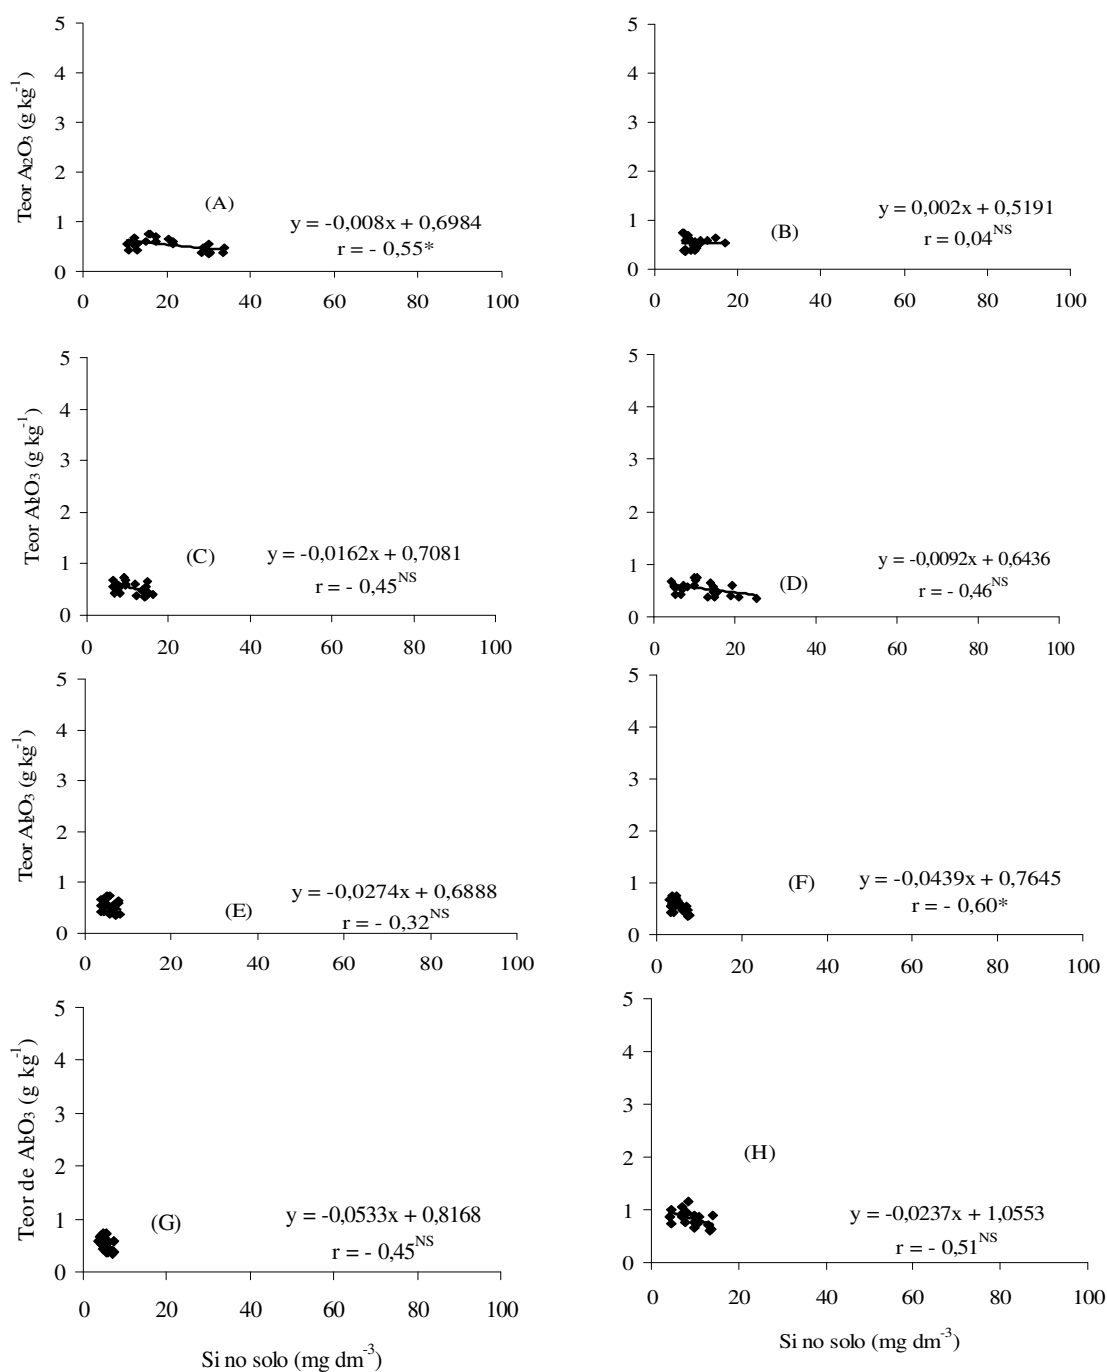 5
4
3
2
1
0
Teor Al2O3 (g kg-1)
(A)
y = -0,008x + 0,6984
r = - 0,55*
0 20 40 60 80 100
5
4
3
2
1
0
(B)
y = 0,002x + 0,5191
r = 0,04NS
0 20 40 60 80 100
5
4
3
2
1
0
Teor Al2O3 (g kg-1)
(C)
y = -0,0162x + 0,7081
r = - 0,45NS
0 20 40 60 80 100
5
4
3
2
1
0
(D)
y = -0,0092x + 0,6436
r = - 0,46NS
0 20 40 60 80 100
5
4
3
2
1
0
Teor Al2O3 (g kg-1)
(E)
y = -0,0274x + 0,6888
r = - 0,32NS
0 20 40 60 80 100
5
4
3
2
1
0
(F)
y = -0,0439x + 0,7645
r = - 0,60*
0 20 40 60 80 100
5
4
3
2
1
0
Teor de Al2O3 (g kg-1)
(G)
y = -0,0533x + 0,8168
r = - 0,45NS
0 20 40 60 80 100
Si no solo (mg dm-3)
5
4
3
2
1
0
(H)
y = -0,0237x + 1,0553
r = - 0,51NS
0 20 40 60 80 100
Si no solo (mg dm-3)